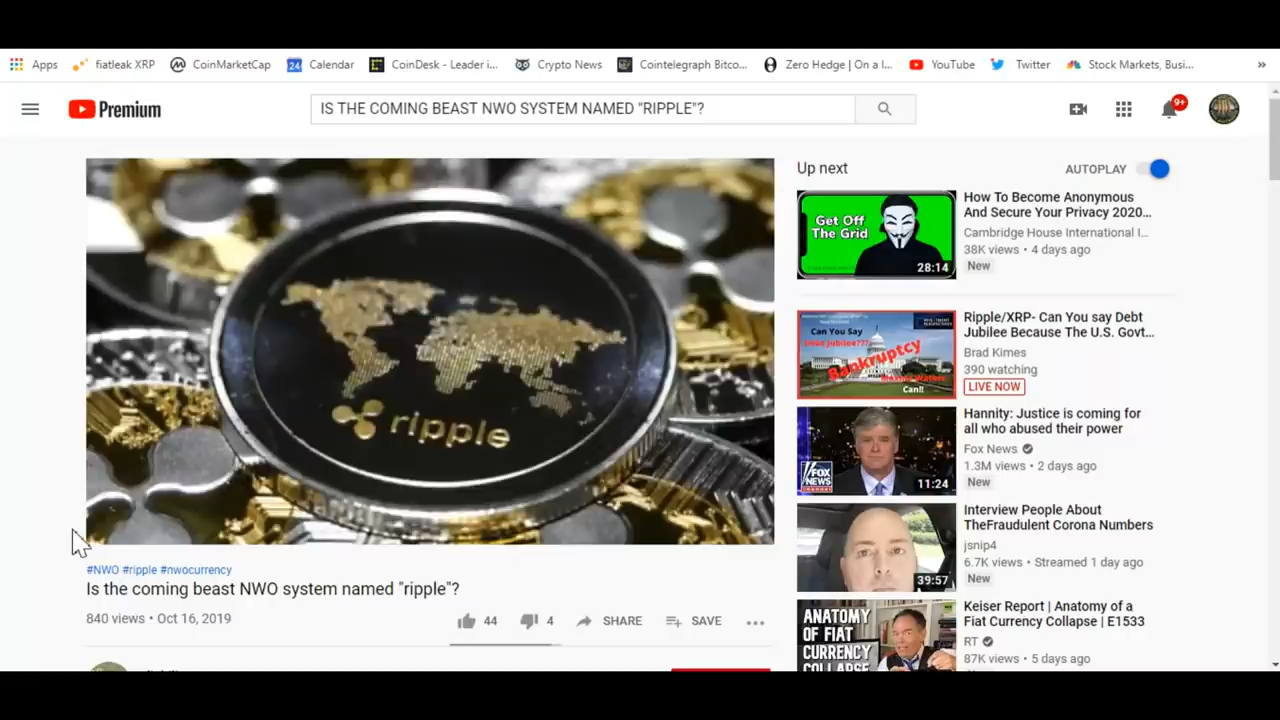 Apps fiatleak XRP CoinMarketCap 24 Calendar CoinDesk - Leader i... Crypto News Cointelegraph Bitco... Zero Hedge | On a l... YouTube Twitter Stock Markets, Busi... »
Premium
IS THE COMING BEAST NWO SYSTEM NAMED "RIPPLE"?
9+
ripple
#NWO #ripple #nwocurrency
Is the coming beast NWO system named "ripple"?
840 views • Oct 16, 2019
44 4 SHARE SAVE
Up next
AUTOPLAY
Get Off
The Grid
28:14
How To Become Anonymous
And Secure Your Privacy 2020...
Cambridge House International I...
38K views • 4 days ago
New
Can You Say
Bankruptcy
Can!!
Ripple/XRP- Can You say Debt
Jubilee Because The U.S. Govt...
Brad Kimes
390 watching
LIVE NOW
FOX
NEWS
11:24
Hannity: Justice is coming for
all who abused their power
Fox News
1.3M views • 2 days ago
New
39:57
Interview People About
TheFraudulent Corona Numbers
jsnip4
6.7K views • Streamed 1 day ago
New
ANATOMY
OF FIAT
CURRENCY
COLLAPSE
Keiser Report | Anatomy of a
Fiat Currency Collapse | E1533
RT
87K views • 5 days ago